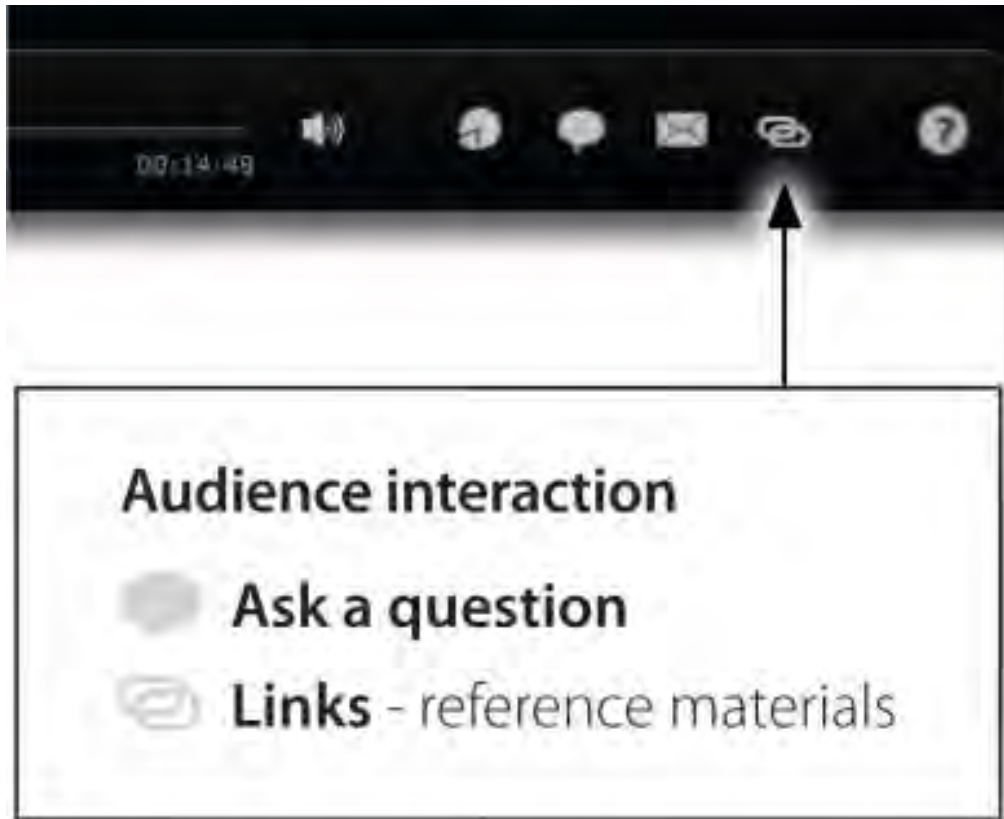 00:14:49
?
Audience interaction
Ask a question
Links - reference materials